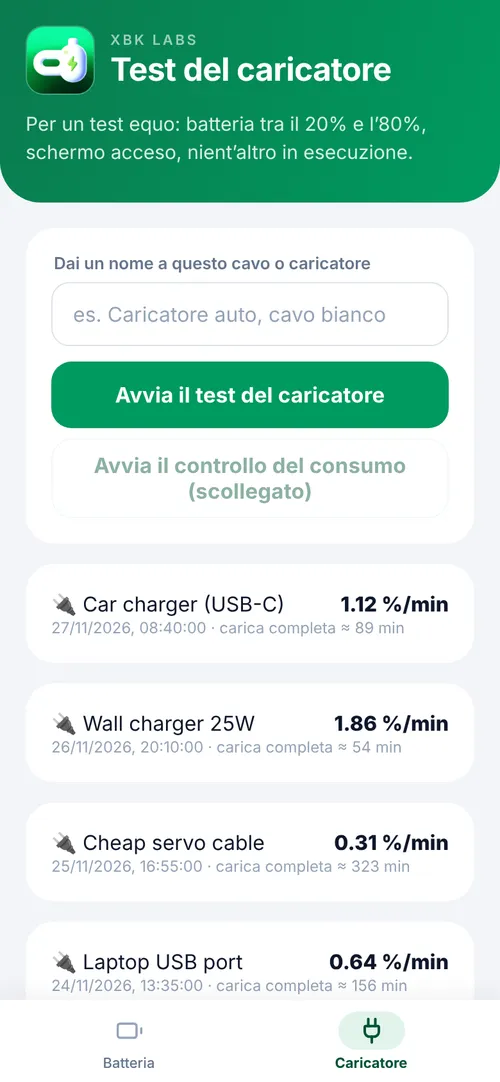 XBK LABS
Test del caricatore
Per un test equo: batteria tra il 20% e l’80%,
schermo acceso, nient’altro in esecuzione.
Dai un nome a questo cavo o caricatore
es. Caricatore auto, cavo bianco
Avvia il test del caricatore
Avvia il controllo del consumo
(scollegato)
Car charger (USB-C) 1.12 %/min
27/11/2026, 08:40:00 · carica completa ≈ 89 min
Wall charger 25W 1.86 %/min
26/11/2026, 20:10:00 · carica completa ≈ 54 min
Cheap servo cable 0.31 %/min
25/11/2026, 16:55:00 · carica completa ≈ 323 min
Laptop USB port 0.64 %/min
24/11/2026, 13:35:00 · carica completa ≈ 156 min
Batteria Caricatore